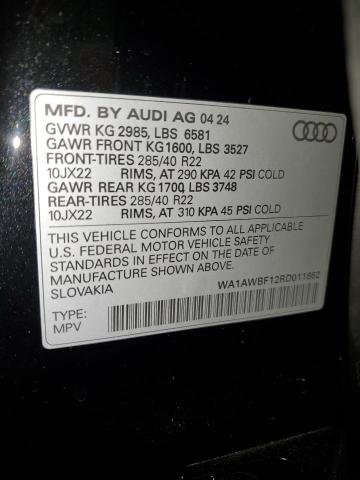 MFD. BY AUDI AG 04 24
GVWR KG 2985, LBS 6581
GAWR FRONT KG 1600, LBS 3527
FRONT-TIRES 285/40 R22
10JX22 RIMS, AT 290 KPA 42 PSI COLD
GAWR REAR KG 1700, LBS 3748
REAR-TIRES 285/40 R22
10JX22 RIMS, AT 310 KPA 45 PSI COLD
THIS VEHICLE CONFORMS TO ALL APPLICABLE
U.S. FEDERAL MOTOR VEHICLE SAFETY
STANDARDS IN EFFECT ON THE DATE OF
MANUFACTURE SHOWN ABOVE.
SLOVAKIA WA1AWBF12RD011662
TYPE:
MPV